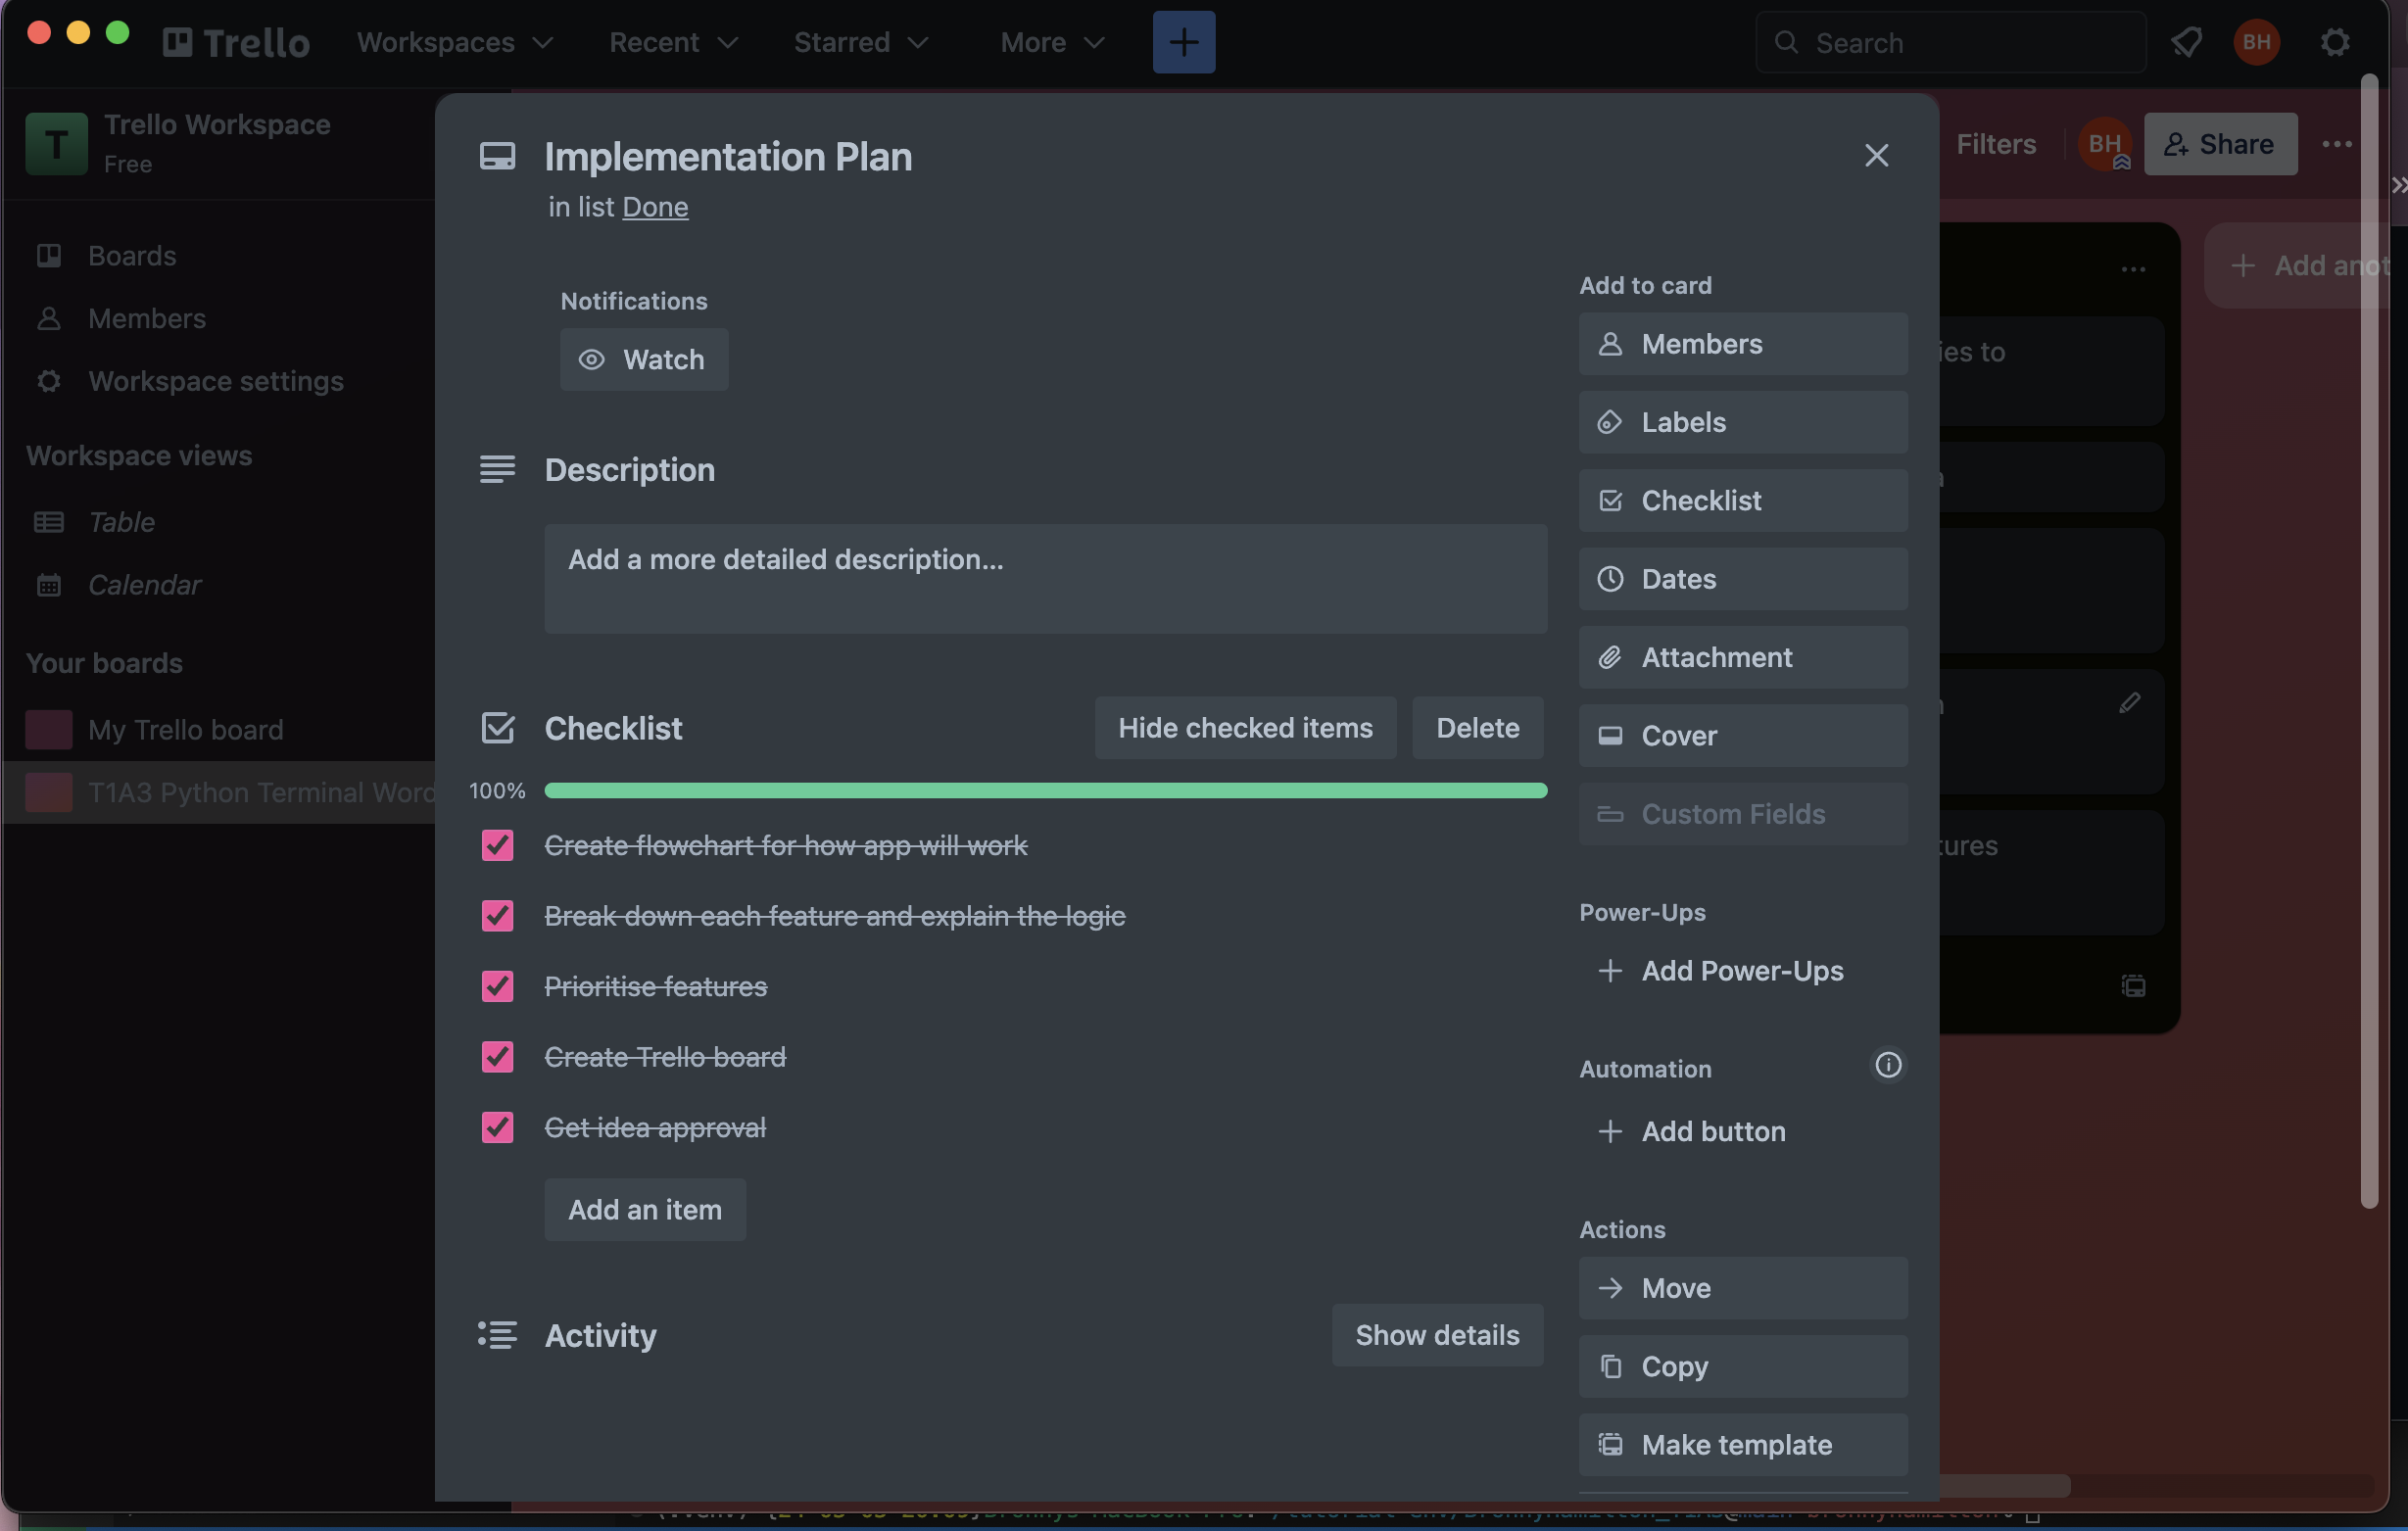 Trello
Workspaces
Recent
Starred
More
Search
BH
T
Trello Workspace
Free
Filters
BH
Share
Implementation Plan
in list Done
Boards
Members
Workspace settings
Workspace views
Table
Calendar
Your boards
My Trello board
T1A3 Python Terminal Word
Notifications
Watch
Description
Add a more detailed description...
Checklist
Hide checked items
Delete
100%
Create flowchart for how app will work
Break down each feature and explain the logic
Prioritise features
Create Trello board
Get idea approval
Add an item
Activity
Show details
Add to card
Members
Labels
Checklist
Dates
Attachment
Cover
Custom Fields
Power-Ups
Add Power-Ups
Automation
Add button
Actions
Move
Copy
Make template
Add anot
ies to
tures